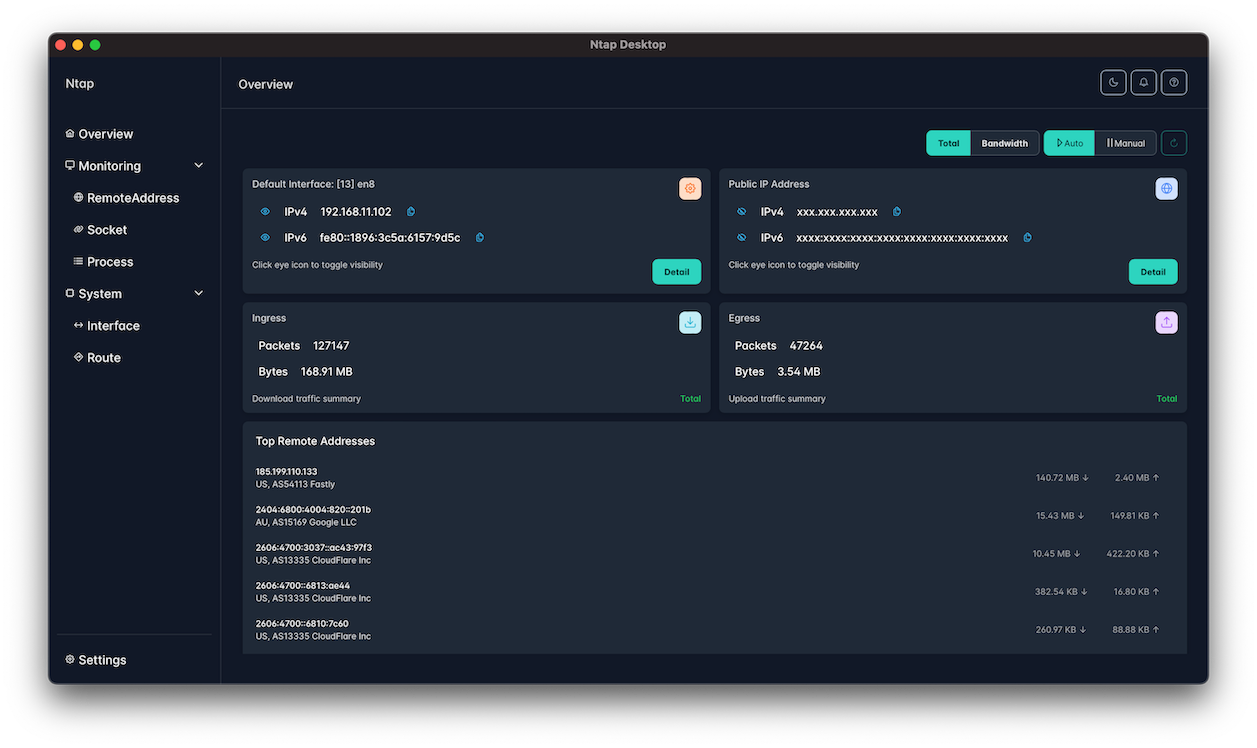 Ntap Desktop
Ntap
Overview
Overview
Monitoring
RemoteAddress
Socket
Process
System
Interface
Route
Settings
Total Bandwidth Auto Manual
Default Interface: [13] en8
IPv4 192.168.11.102
IPv6 fe80::1896:3c5a:6157:9d5c
Click eye icon to toggle visibility
Detail
Public IP Address
IPv4 xxx.xxx.xxx.xxx
IPv6 xxxx:xxxx:xxxx:xxxx:xxxx:xxxx:xxxx:xxxx
Click eye icon to toggle visibility
Detail
Ingress
Packets 127147
Bytes 168.91 MB
Download traffic summary Total
Egress
Packets 47264
Bytes 3.54 MB
Upload traffic summary Total
Top Remote Addresses
185.199.110.133
US, AS54113 Fastly
140.72 MB ↓ 2.40 MB ↑
2404:6800:4004:820::201b
AU, AS15169 Google LLC
15.43 MB ↓ 149.81 KB ↑
2606:4700:3037::ac43:97f3
US, AS13335 CloudFlare Inc
10.45 MB ↓ 422.20 KB ↑
2606:4700::6813:ae44
US, AS13335 CloudFlare Inc
382.54 KB ↓ 16.80 KB ↑
2606:4700::6810:7c60
US, AS13335 CloudFlare Inc
260.97 KB ↓ 88.88 KB ↑